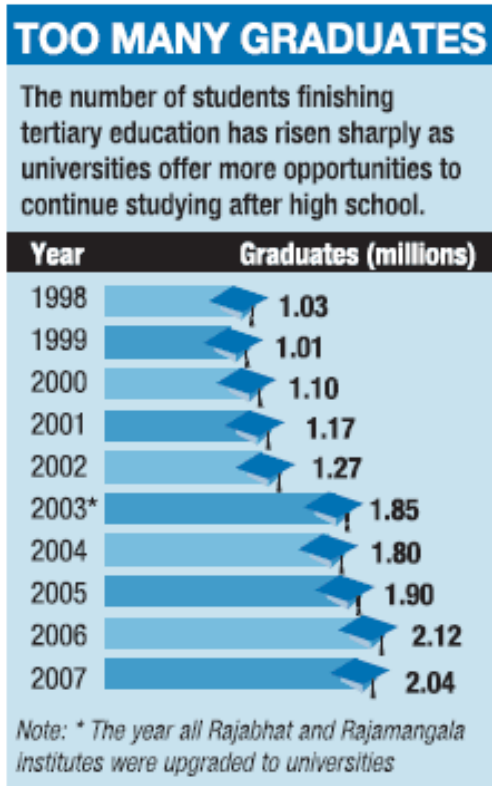 TOO MANY GRADUATES
The number of students finishing
tertiary education has risen sharply as
universities offer more opportunities to
continue studying after high school.
Year Graduates (millions)
1998 1.03
1999 1.01
2000 1.10
2001 1.17
2002 1.27
2003* 1.85
2004 1.80
2005 1.90
2006 2.12
2007 2.04
Note: * The year all Rajabhat and Rajamangala
institutes were upgraded to universities